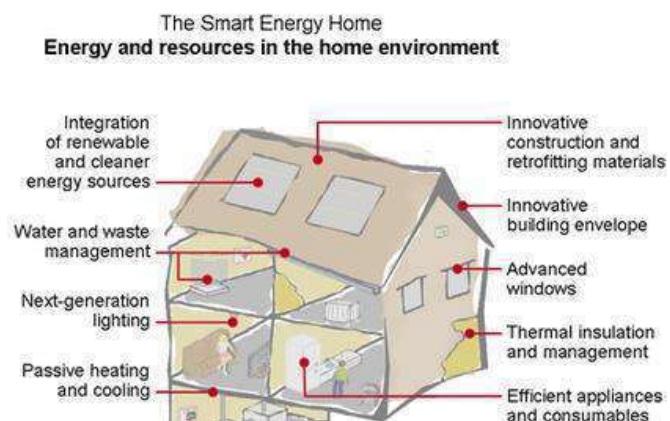 The Smart Energy Home
Energy and resources in the home environment
Integration
of renewable
and cleaner
energy sources
Water and waste
management
Next-generation
lighting
Passive heating
and cooling
Innovative
construction and
retrofitting materials
Innovative
building envelope
Advanced
windows
Thermal insulation
and management
Efficient appliances
and consumables